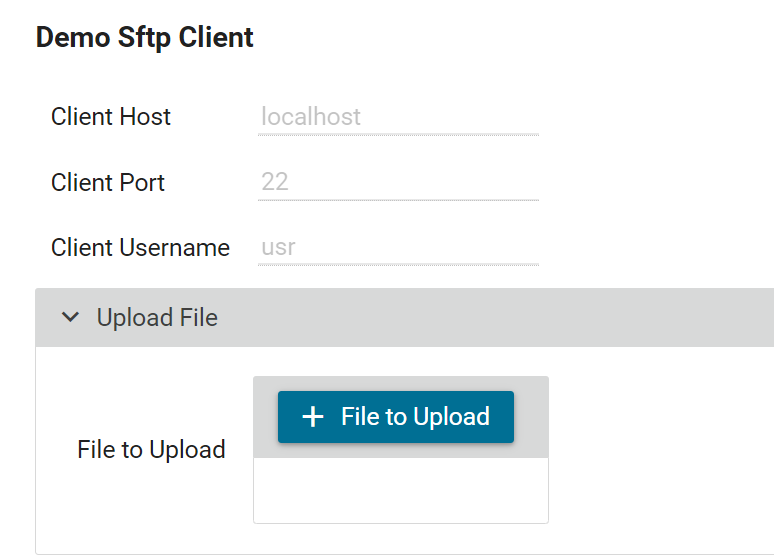 Demo Sftp Client
Client Host localhost
Client Port 22
Client Username usr
Upload File
File to Upload
File to Upload